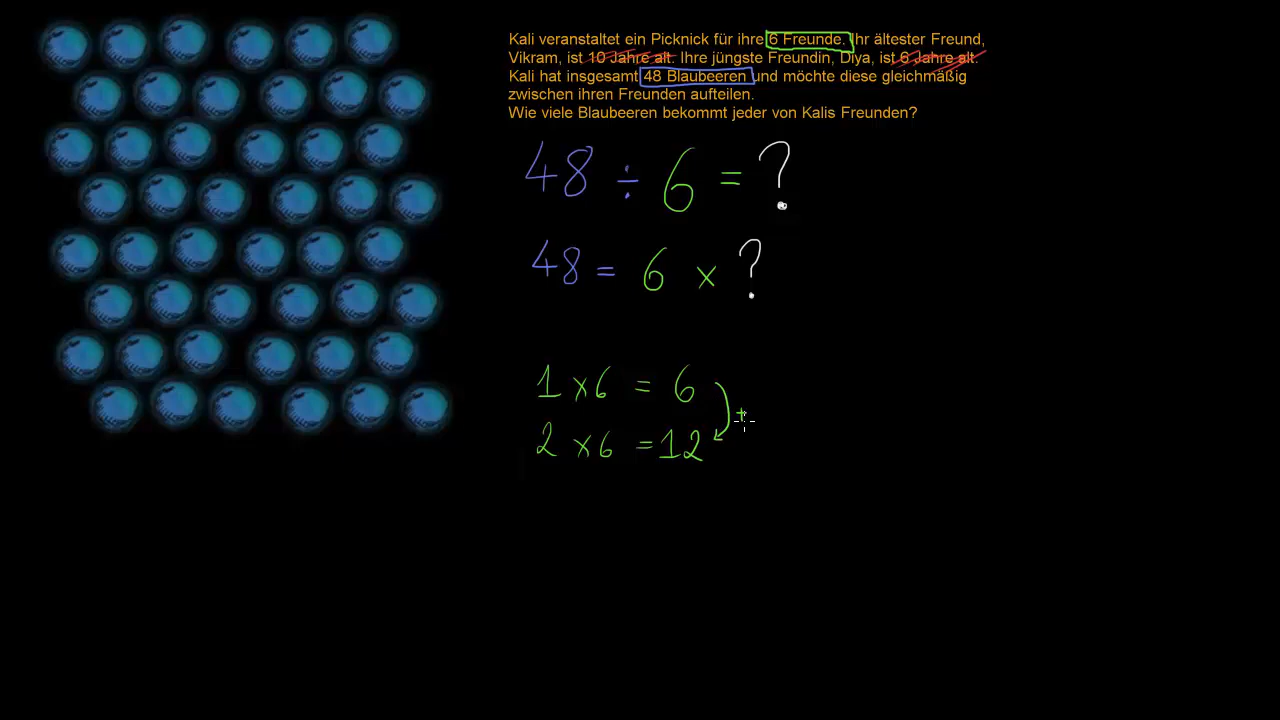 Kali veranstaltet ein Picknick für ihre 6 Freunde. Ihr ältester Freund,
Vikram, ist 10 Jahre alt. Ihre jüngste Freundin, Diya, ist 6 Jahre alt.
Kali hat insgesamt 48 Blaubeeren und möchte diese gleichmäßig
zwischen ihren Freunden aufteilen.
Wie viele Blaubeeren bekommt jeder von Kalis Freunden?
48 ÷ 6 = ?
48 = 6 x ?
1 x 6 = 6
+
2 x 6 = 12